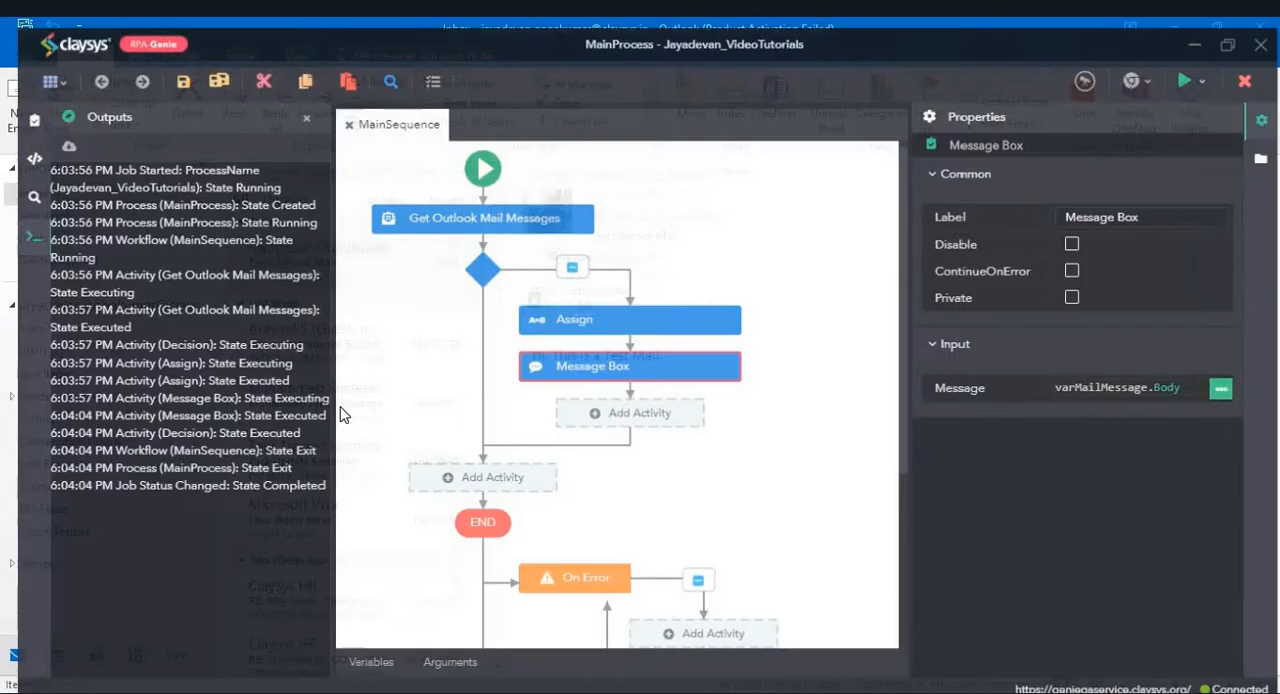 claysys RPA-Genie
MainProcess - Jayadevan_VideoTutorials
Outputs
6:03:56 PM Job Started: ProcessName
(Jayadevan_VideoTutorials): State Running
6:03:56 PM Process (MainProcess): State Created
6:03:56 PM Process (MainProcess): State Running
6:03:56 PM Workflow (MainSequence): State
Running
6:03:56 PM Activity (Get Outlook Mail Messages):
State Executing
6:03:57 PM Activity (Get Outlook Mail Messages):
State Executed
6:03:57 PM Activity (Decision): State Executing
6:03:57 PM Activity (Assign): State Executing
6:03:57 PM Activity (Assign): State Executed
6:03:57 PM Activity (Message Box): State Executing
6:04:04 PM Activity (Message Box): State Executed
6:04:04 PM Activity (Decision): State Executed
6:04:04 PM Workflow (MainSequence): State Exit
6:04:04 PM Process (MainProcess): State Exit
6:04:04 PM Job Status Changed: State Completed
MainSequence
Get Outlook Mail Messages
Assign
Hi, This is a Test Mail.
Message Box
Add Activity
Add Activity
END
On Error
Add Activity
Variables Arguments
Properties
Message Box
Common
Label Message Box
Disable
ContinueOnError
Private
Input
Message varMailMessage.Body
https://geniegaservice.claysys.org/ Connected